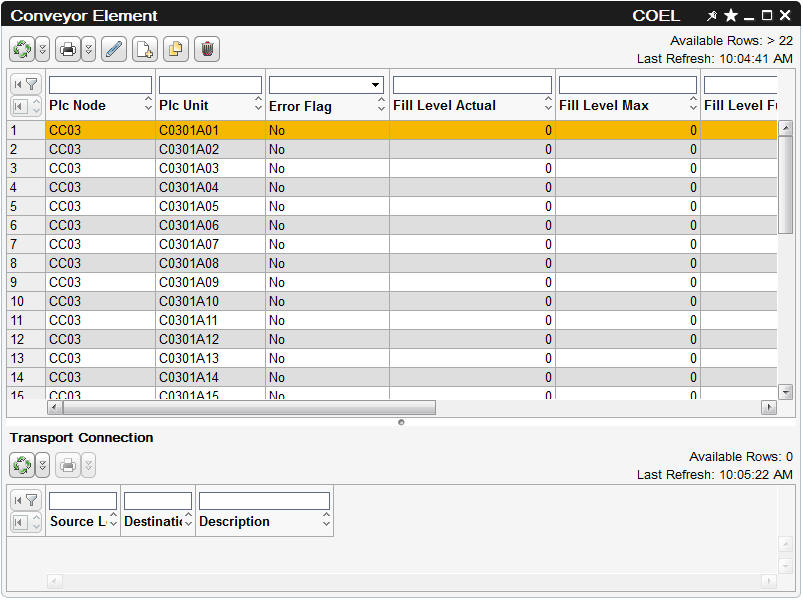 Conveyor Element COEL
Available Rows: > 22
Last Refresh: 10:04:41 AM
Plc Node Plc Unit Error Flag Fill Level Actual Fill Level Max Fill Level Fu
1 CC03 C0301A01 No 0 0
2 CC03 C0301A02 No 0 0
3 CC03 C0301A03 No 0 0
4 CC03 C0301A04 No 0 0
5 CC03 C0301A05 No 0 0
6 CC03 C0301A06 No 0 0
7 CC03 C0301A07 No 0 0
8 CC03 C0301A08 No 0 0
9 CC03 C0301A09 No 0 0
10 CC03 C0301A10 No 0 0
11 CC03 C0301A11 No 0 0
12 CC03 C0301A12 No 0 0
13 CC03 C0301A13 No 0 0
14 CC03 C0301A14 No 0 0
15 CC03 C0301A15 No 0 0
Transport Connection
Available Rows: 0
Last Refresh: 10:05:22 AM
Source L Destinatic Description